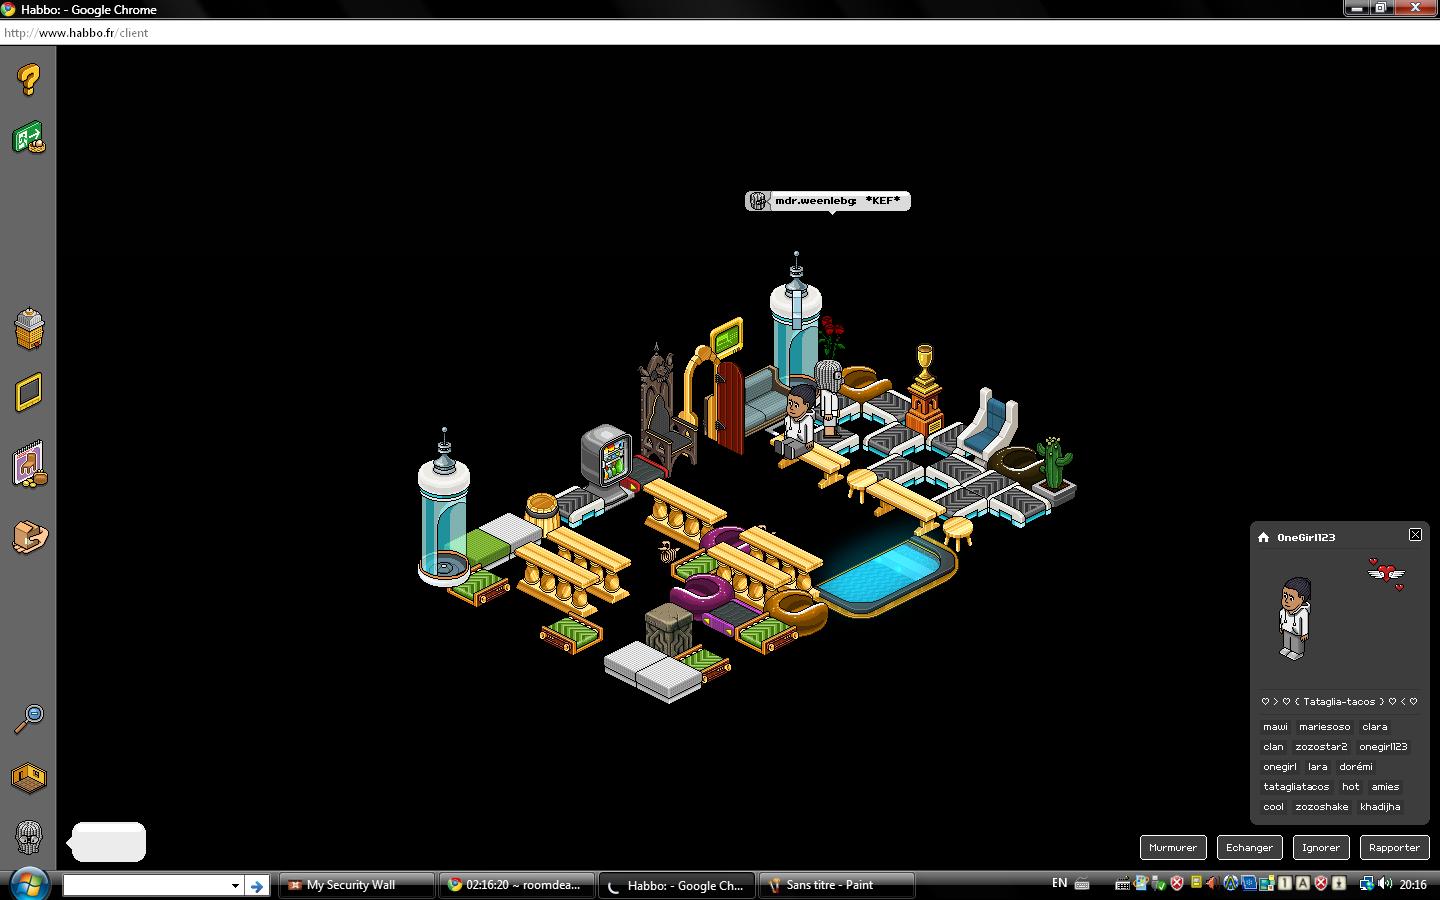 Habbo: - Google Chrome
http://www.habbo.fr/client
mdr.weenlebg: *KEF*
OneGirl123
♡ > ♡ ( Tataglia-tacos ) ♡ < ♡
mawi mariesoso clara
clan zozostar2 onegirl123
onegirl lara dorémi
tatagliatacos hot amies
cool zozoshake khadijha
Murmurer Echanger Ignorer Rapporter
My Security Wall
02:16:20 ~ roomdea...
Habbo: - Google Ch...
Sans titre - Paint
EN
1 A
20:16